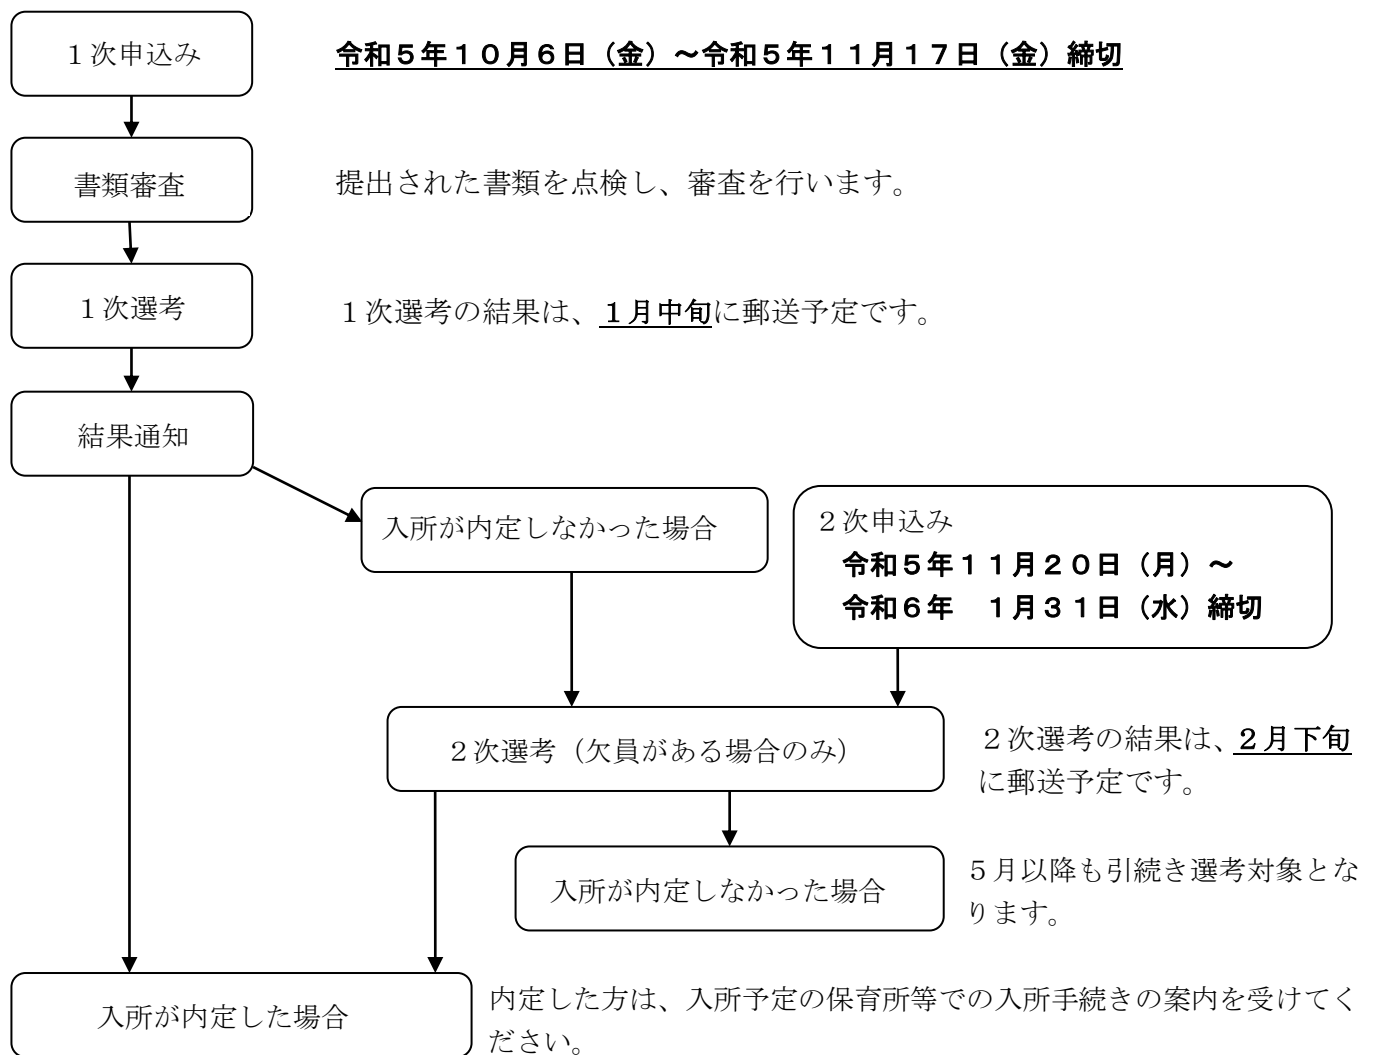 １次申込み
令和５年１０月６日（金）～令和５年１１月１７日（金）締切
書類審査
提出された書類を点検し、審査を行います。
１次選考
１次選考の結果は、１月中旬に郵送予定です。
結果通知
入所が内定しなかった場合
２次申込み
令和５年１１月２０日（月）～
令和６年　１月３１日（水）締切
２次選考（欠員がある場合のみ）
２次選考の結果は、２月下旬
に郵送予定です。
入所が内定しなかった場合
５月以降も引続き選考対象とな
ります。
入所が内定した場合
内定した方は、入所予定の保育所等での入所手続きの案内を受けてく
ださい。